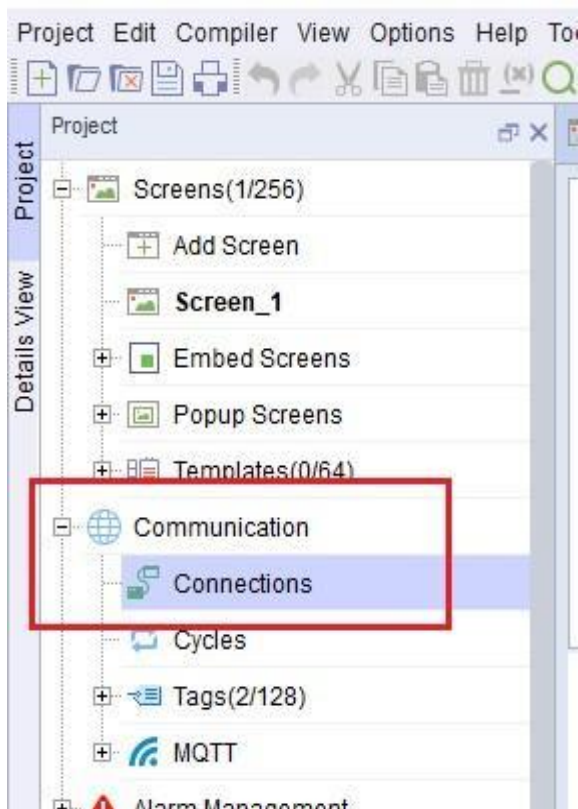 Project Edit Compiler View Options Help
Project
Project
Details View
Screens(1/256)
Add Screen
Screen_1
Embed Screens
Popup Screens
Templates(0/64)
Communication
Connections
Cycles
Tags(2/128)
MQTT
Alarm Management